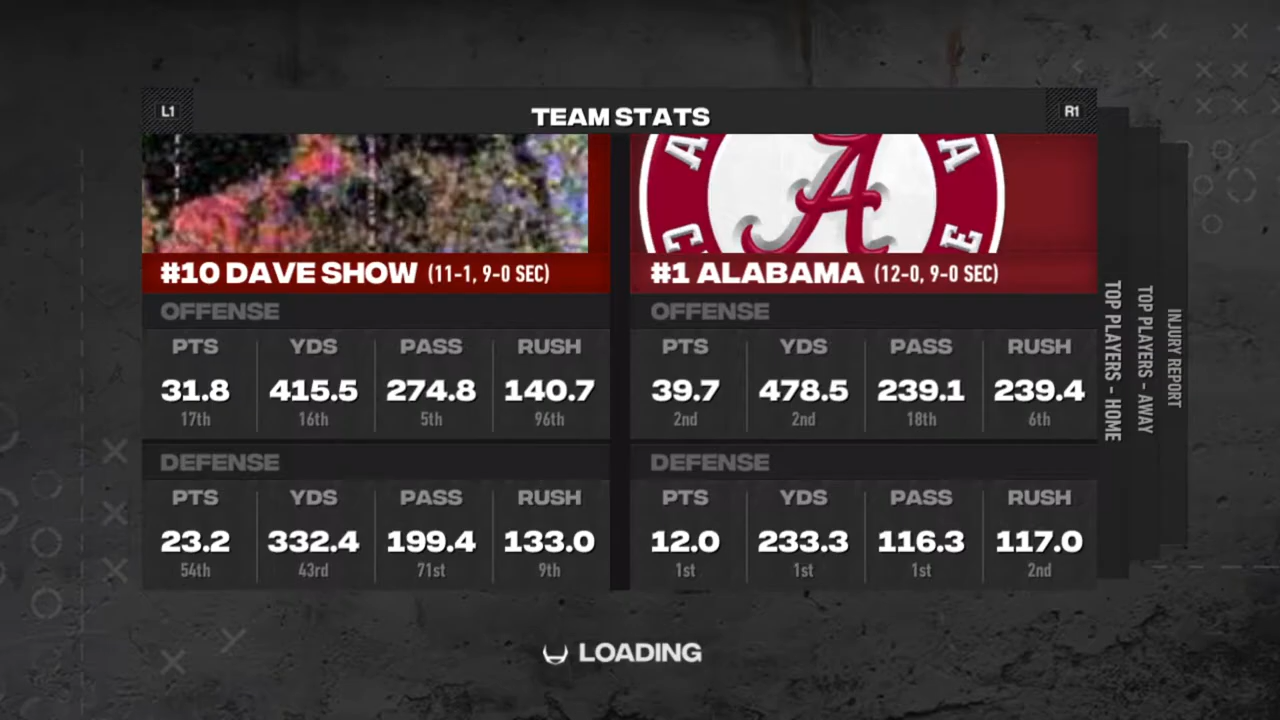 L1
TEAM STATS
R1
A A
A
C E
#10 DAVE SHOW (11-1, 9-0 SEC)
#1 ALABAMA (12-0, 9-0 SEC)
OFFENSE
PTS YDS PASS RUSH
31.8 415.5 274.8 140.7
17th 16th 5th 96th
DEFENSE
PTS YDS PASS RUSH
23.2 332.4 199.4 133.0
54th 43rd 71st 9th
OFFENSE
PTS YDS PASS RUSH
39.7 478.5 239.1 239.4
2nd 2nd 18th 6th
DEFENSE
PTS YDS PASS RUSH
12.0 233.3 116.3 117.0
1st 1st 1st 2nd
TOP PLAYERS - HOME
TOP PLAYERS - AWAY
INJURY REPORT
LOADING